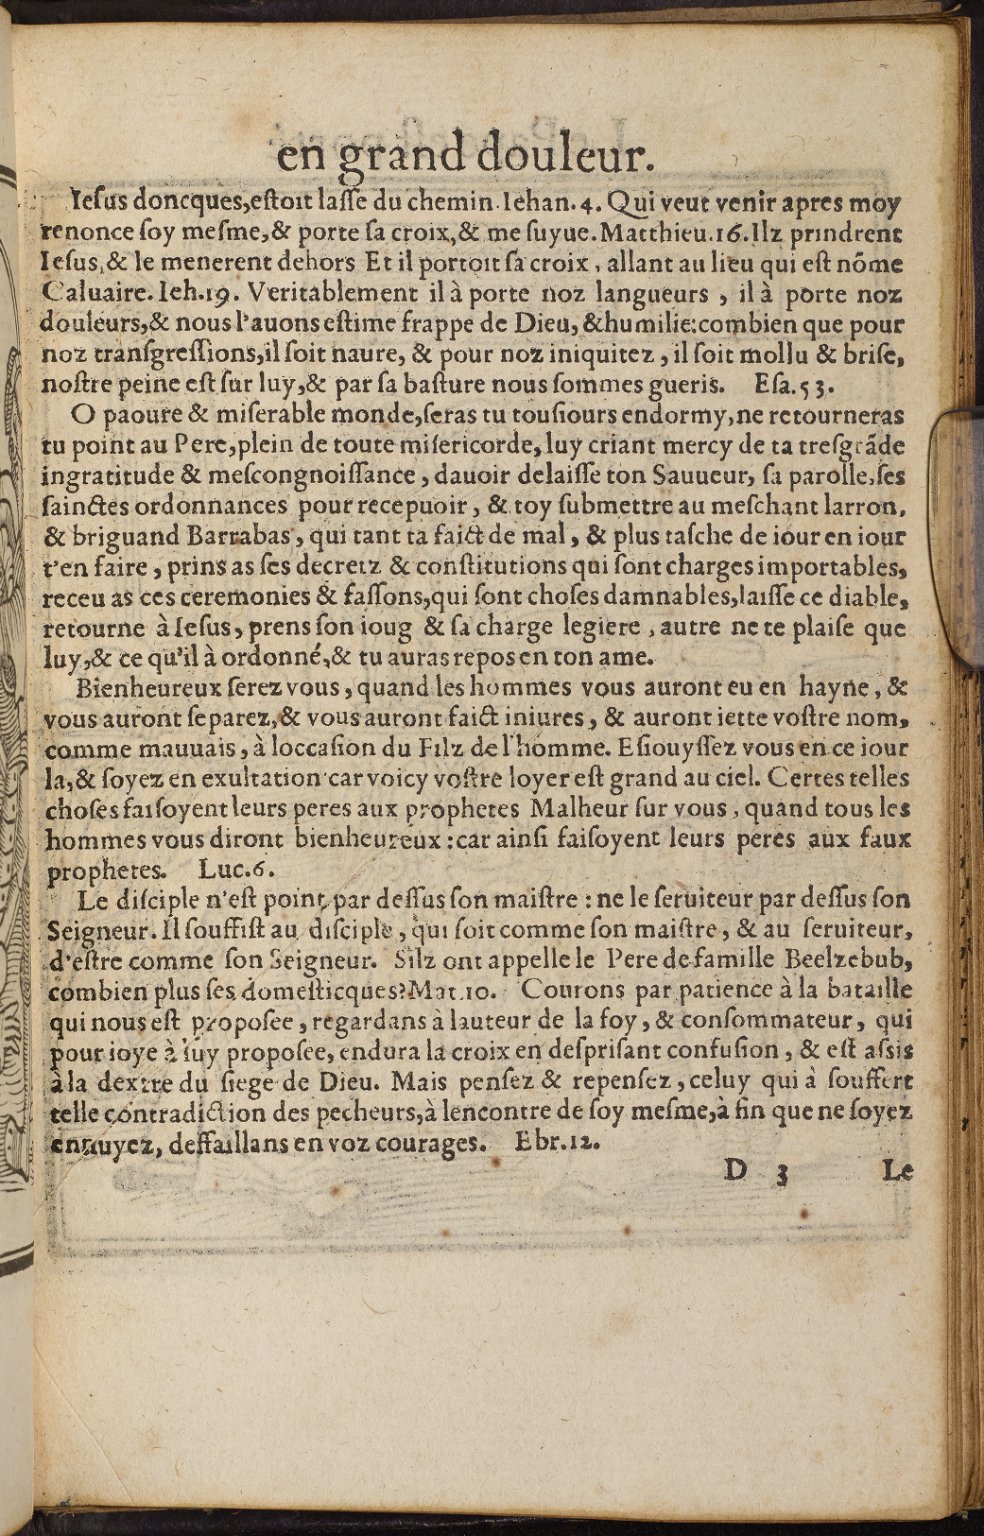 en grand douleur.
Ieſus doncques,eſtoit laſſe du chemin.Iehan.4. Qui veut venir apres moy
renonce ſoy meſme,& porte ſa croix,& me ſuyue.Matthieu.16.Ilz prindrent
Ieſus,& le menerent dehors Et il portoit ſa croix, allant au lieu qui eſt nõme
Caluaire. Ieh.19. Veritablement il à porte noz langueurs, il à porte noz
douleurs,& nous l'auons eſtime frappe de Dieu, &humilie:combien que pour
noz tranſgreſſions,il ſoit naure, & pour noz iniquitez, il ſoit mollu & briſe,
noſtre peine eſt ſur luy,& par ſa baſture nous ſommes gueris. Eſa.53.
O paoure & miſerable monde,ſeras tu touſiours endormy,ne retourneras
tu point au Pere,plein de toute miſericorde, luy criant mercy de ta treſgrãde
ingratitude & meſcongnoiſſance, dauoir delaiſſe ton Sauueur, ſa parolle,ſes
ſainctes ordonnances pour recepuoir, & toy ſubmettre au meſchant larron,
& briguand Barrabas, qui tant ta faict de mal, & plus taſche de iour en iour
t'en faire, prins as ſes decretz & conſtitutions qui ſont charges importables,
receu as ces ceremonies & faſſons,qui ſont choſes damnables,laiſſe ce diable,
retourne à Ieſus, prens ſon ioug & ſa charge legiere, autre ne te plaiſe que
luy,& ce qu'il à ordonné,& tu auras repos en ton ame.
Bienheureux ſerez vous, quand les hommes vous auront eu en hayne, &
vous auront ſeparez,& vous auront faict iniures, & auront iette voſtre nom,
comme mauuais, à loccaſion du Filz de l'homme. Eſiouyſſez vous en ce iour
la,& ſoyez en exultation car voicy voſtre loyer eſt grand au ciel. Certes telles
choſes faiſoyent leurs peres aux prophetes Malheur ſur vous, quand tous les
hommes vous diront bienheureux:car ainſi faiſoyent leurs peres aux faux
prophetes. Luc.6.
Le diſciple n'eſt point par deſſus ſon maiſtre : ne le ſeruiteur par deſſus ſon
Seigneur. Il ſouffiſt au diſciple, qui ſoit comme ſon maiſtre, & au ſeruiteur,
d'eſtre comme ſon Seigneur. Silz ont appelle le Pere de famille Beelzebub,
combien plus ſes domeſticques?Mat.10. Courons par patience à la bataille
qui nous eſt propoſee, regardans à lauteur de la foy, & conſommateur, qui
pour ioye à luy propoſee, endura la croix en deſpriſant confuſion, & eſt aſsis
à la dextre du ſiege de Dieu. Mais penſez & repenſez, celuy qui à ſouffert
telle contradiction des pecheurs,à lencontre de ſoy meſme,à fin que ne ſoyez
ennuyez, deffaillans en voz courages. Ebr.12.
D 3 Le